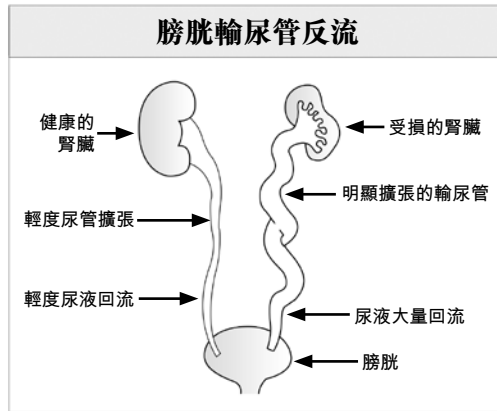 膀胱輸尿管反流
健康的
腎臟
受損的腎臟
明顯擴張的輸尿管
輕度尿管擴張
輕度尿液回流
尿液大量回流
膀胱